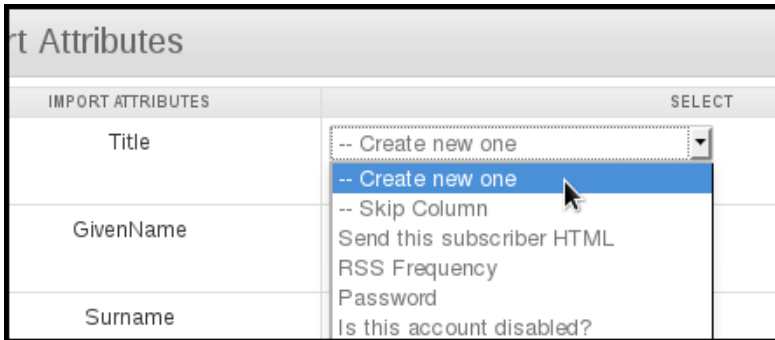 rt Attributes
IMPORT ATTRIBUTES SELECT
Title -- Create new one
-- Create new one
-- Skip Column
GivenName
Send this subscriber HTML
RSS Frequency
Password
Surname
Is this account disabled?